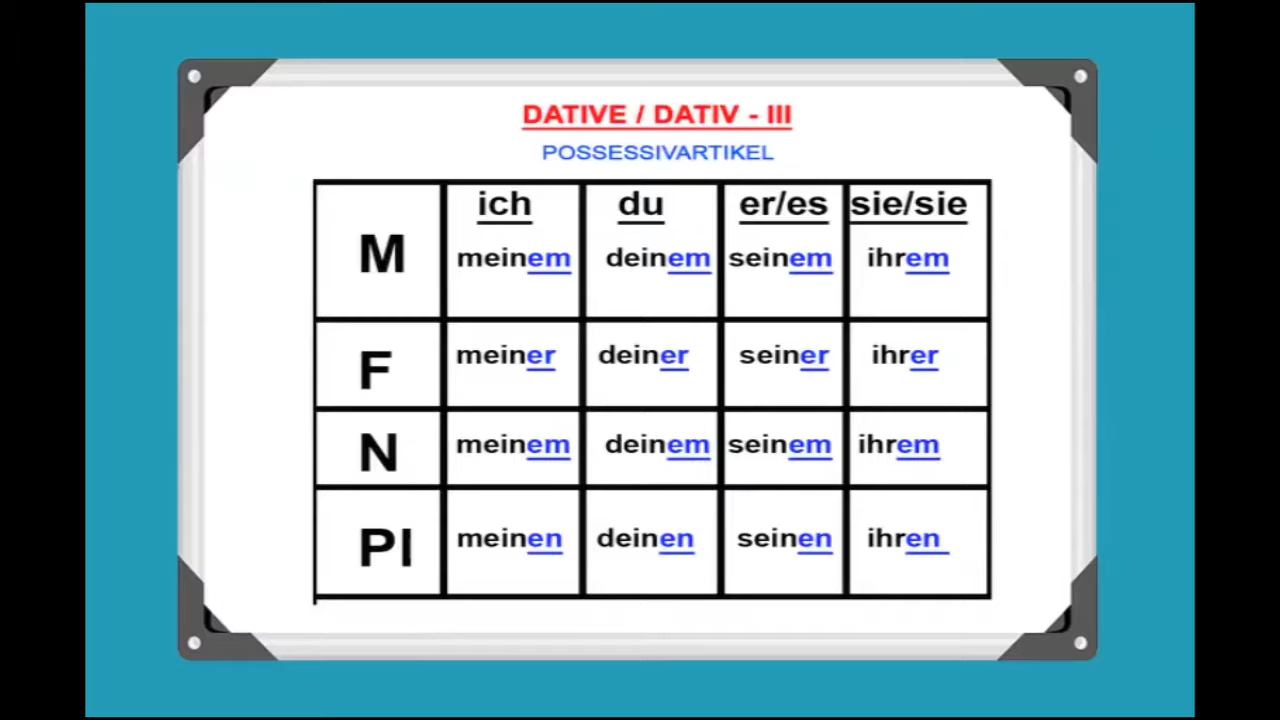 DATIVE / DATIV - III
POSSESSIVARTIKEL
ich du er/es sie/sie
M meinem deinem seinem ihrem
F meiner deiner seiner ihrer
N meinem deinem seinem ihrem
Pl meinen deinen seinen ihren